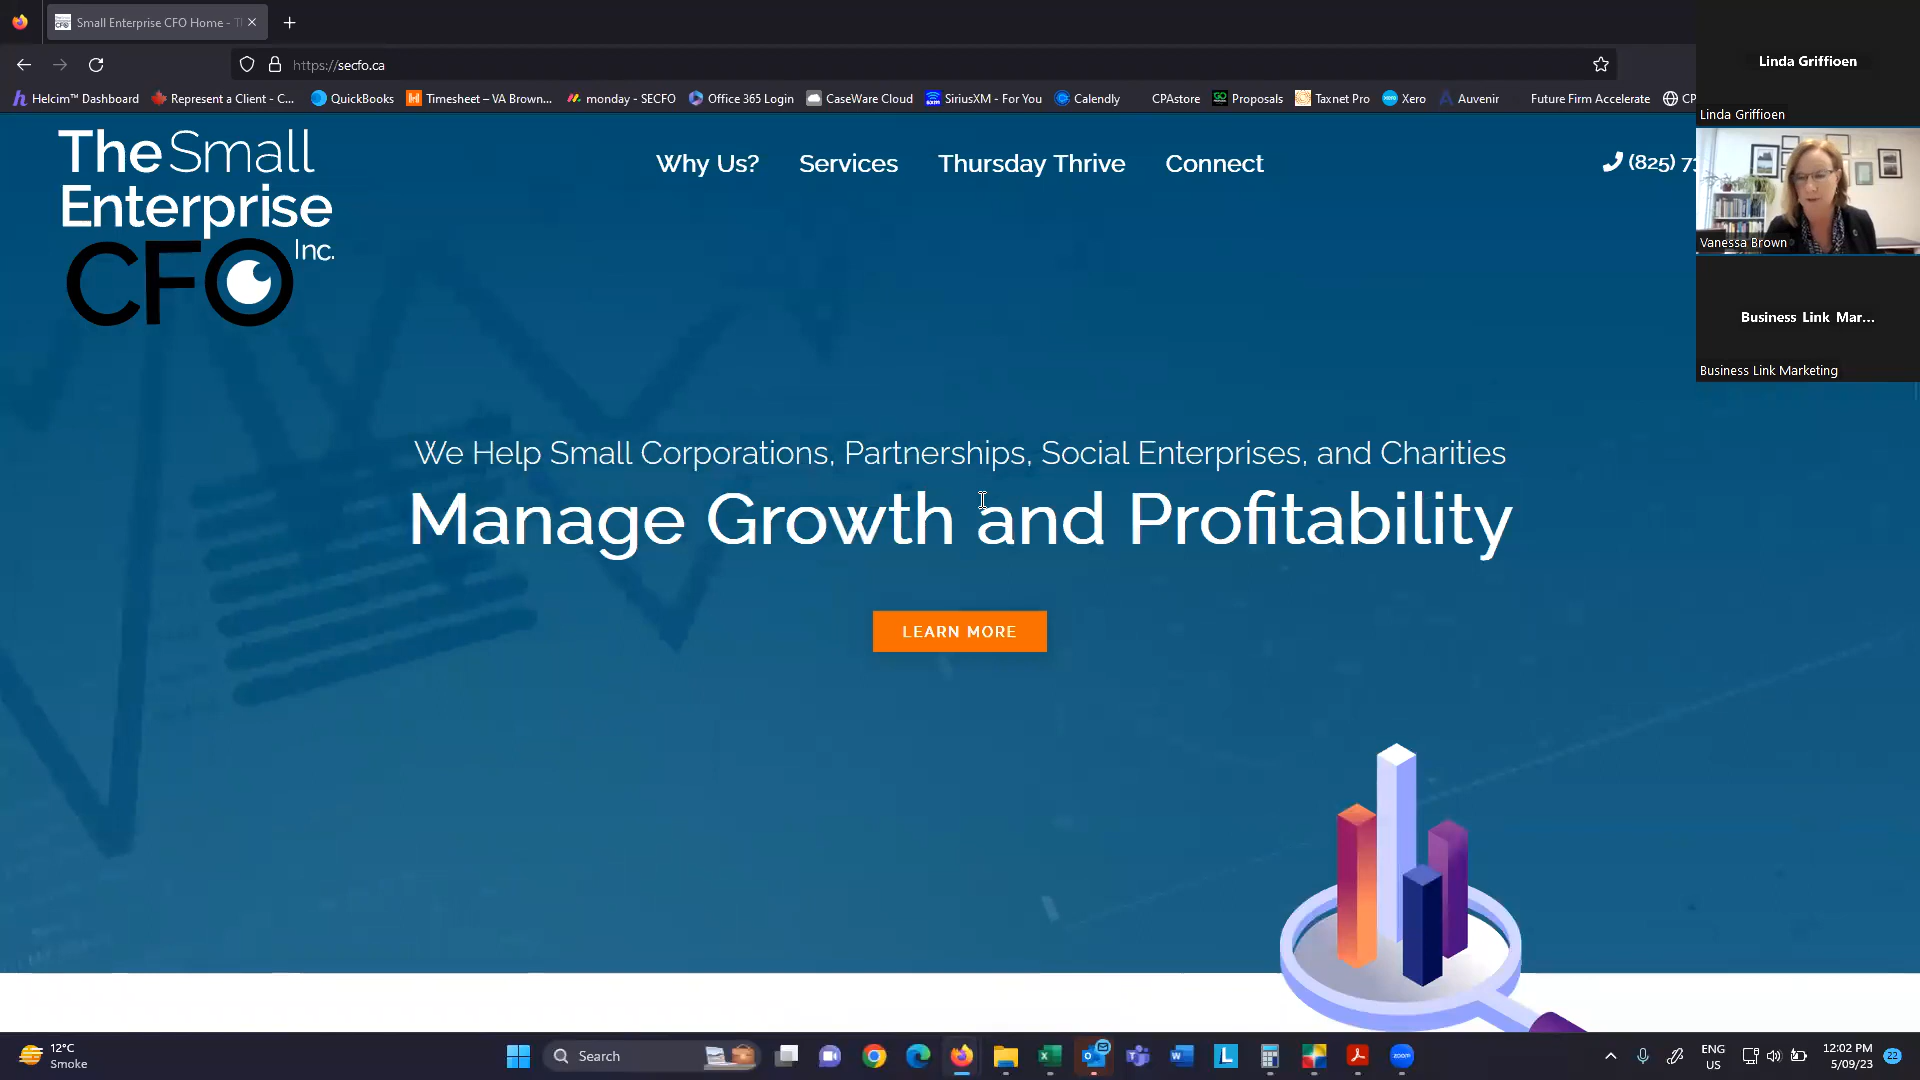 Small Enterprise CFO Home - T
https://secfo.ca
Helcim™ Dashboard
Represent a Client - C...
QuickBooks
Timesheet – VA Brown...
monday - SECFO
Office 365 Login
CaseWare Cloud
SiriusXM - For You
Calendly
CPAstore
Proposals
Taxnet Pro
Xero
Auvenir
Future Firm Accelerate
CP
The Small
Enterprise
CFO Inc.
Why Us?
Services
Thursday Thrive
Connect
(825) 73
Linda Griffioen
Linda Griffioen
Vanessa Brown
Business Link Mar...
Business Link Marketing
We Help Small Corporations, Partnerships, Social Enterprises, and Charities
Manage Growth and Profitability
LEARN MORE
12°C
Smoke
Search
ENG
US
12:02 PM
5/09/23
22